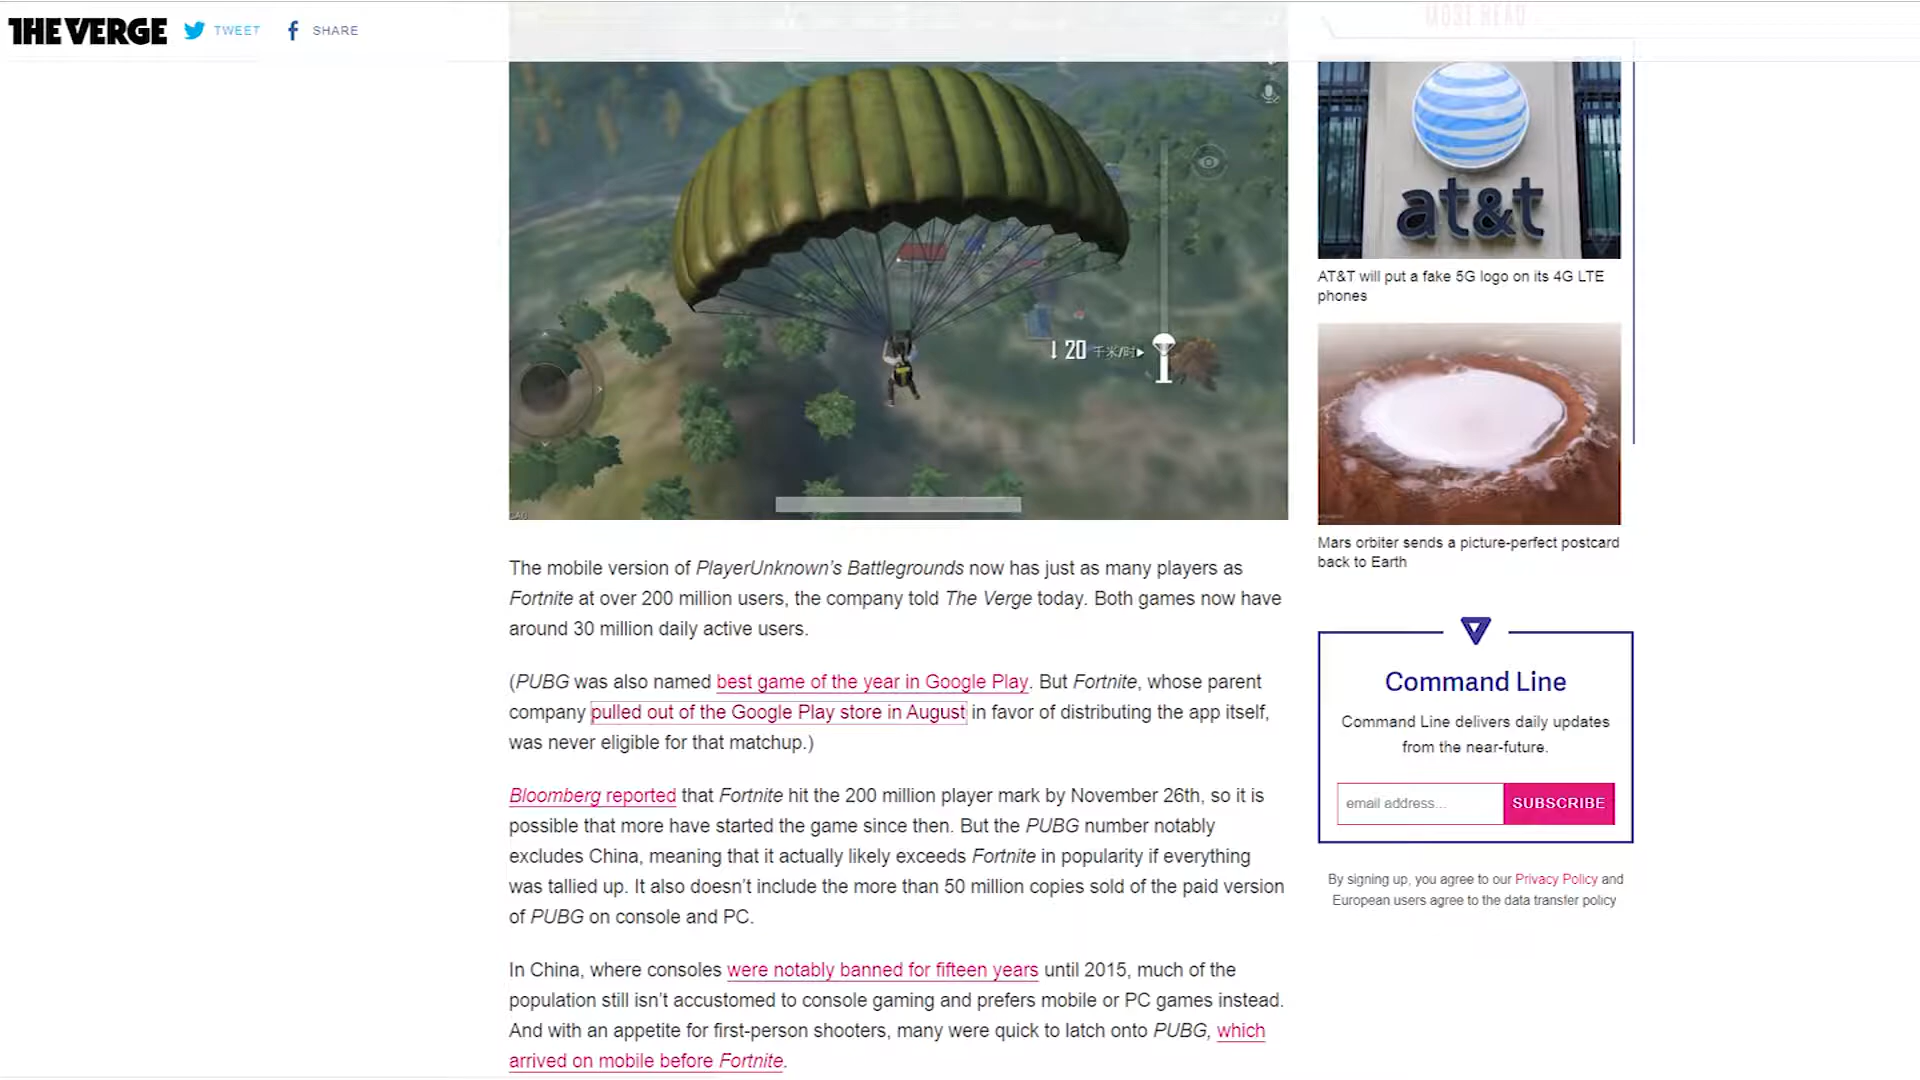 THE VERGE
TWEET
SHARE
MOST READ
at&t
AT&T will put a fake 5G logo on its 4G LTE
phones
↓20 千米/时
Mars orbiter sends a picture-perfect postcard
back to Earth
The mobile version of PlayerUnknown's Battlegrounds now has just as many players as
Fortnite at over 200 million users, the company told The Verge today. Both games now have
around 30 million daily active users.
(PUBG was also named best game of the year in Google Play. But Fortnite, whose parent
company pulled out of the Google Play store in August in favor of distributing the app itself,
was never eligible for that matchup.)
Bloomberg reported that Fortnite hit the 200 million player mark by November 26th, so it is
possible that more have started the game since then. But the PUBG number notably
excludes China, meaning that it actually likely exceeds Fortnite in popularity if everything
was tallied up. It also doesn't include the more than 50 million copies sold of the paid version
of PUBG on console and PC.
In China, where consoles were notably banned for fifteen years until 2015, much of the
population still isn't accustomed to console gaming and prefers mobile or PC games instead.
And with an appetite for first-person shooters, many were quick to latch onto PUBG, which
arrived on mobile before Fortnite.
Command Line
Command Line delivers daily updates
from the near-future.
email address...
SUBSCRIBE
By signing up, you agree to our Privacy Policy and
European users agree to the data transfer policy